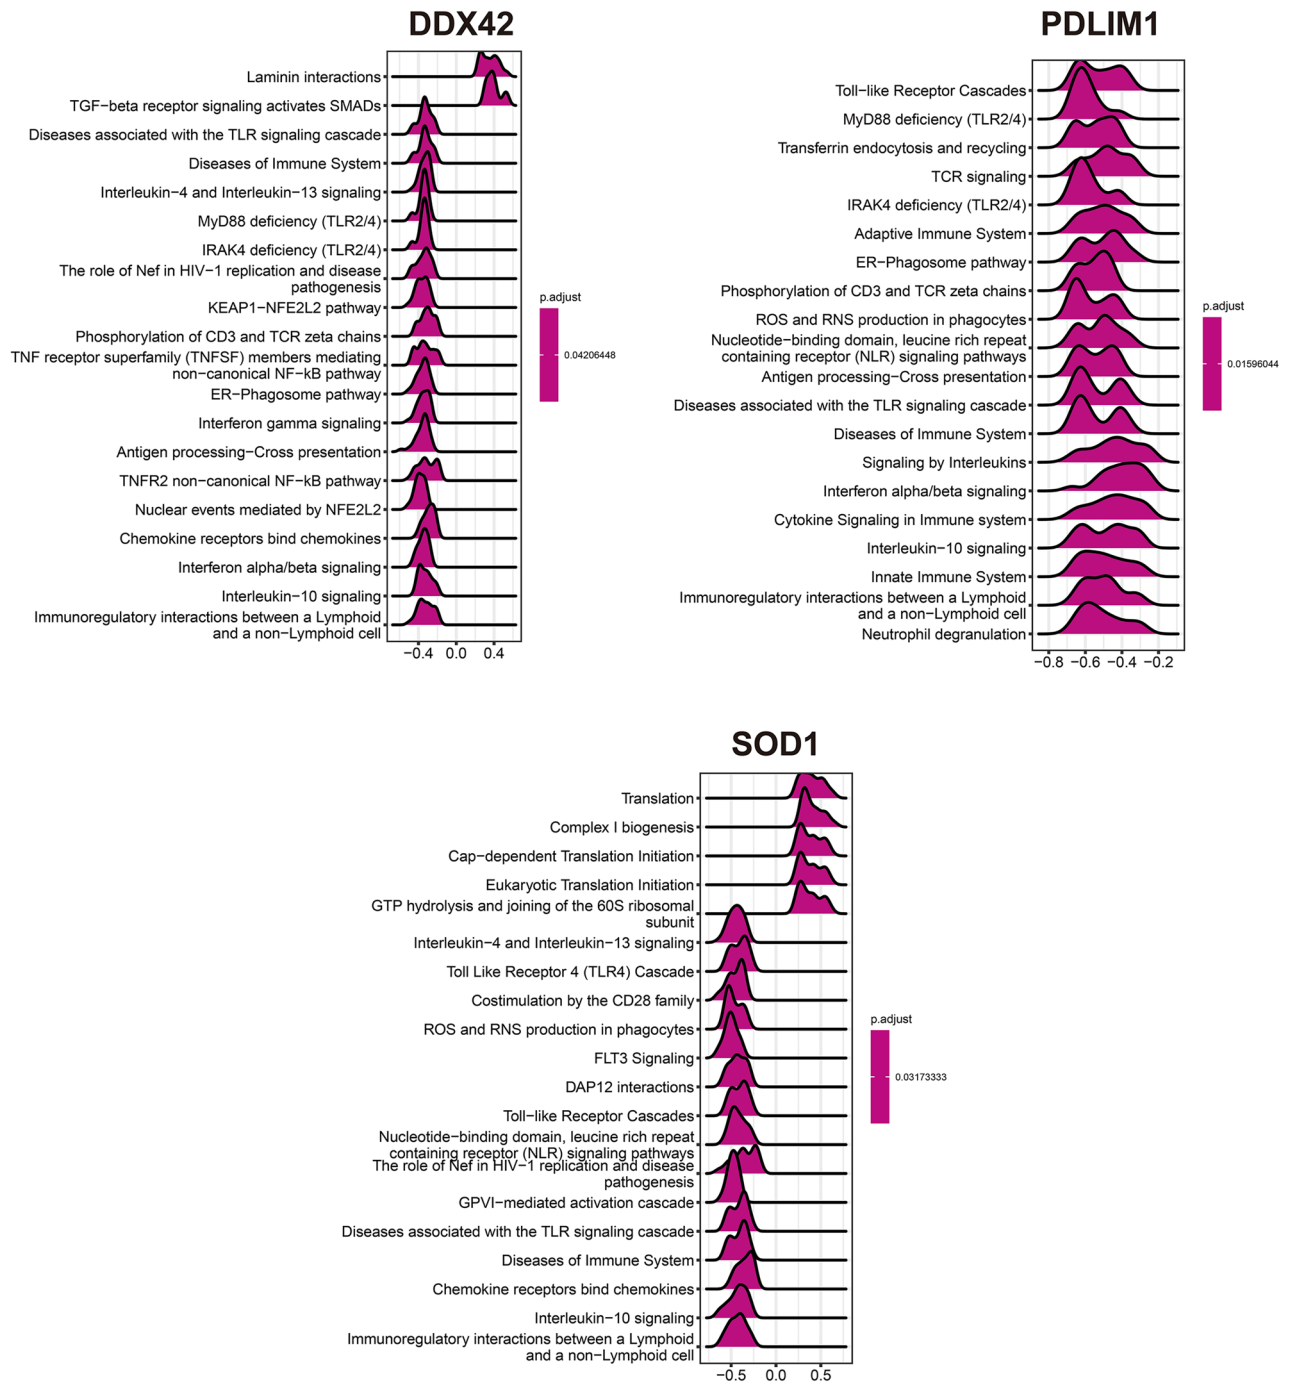 DDX42
Laminin interactions
TGF−beta receptor signaling activates SMADs
Diseases associated with the TLR signaling cascade
Diseases of Immune System
Interleukin−4 and Interleukin−13 signaling
MyD88 deficiency (TLR2/4)
IRAK4 deficiency (TLR2/4)
The role of Nef in HIV−1 replication and disease
pathogenesis
KEAP1−NFE2L2 pathway
Phosphorylation of CD3 and TCR zeta chains
TNF receptor superfamily (TNFSF) members mediating
non−canonical NF−kB pathway
ER−Phagosome pathway
Interferon gamma signaling
Antigen processing−Cross presentation
TNFR2 non−canonical NF−kB pathway
Nuclear events mediated by NFE2L2
Chemokine receptors bind chemokines
Interferon alpha/beta signaling
Interleukin−10 signaling
Immunoregulatory interactions between a Lymphoid
and a non−Lymphoid cell
−0.4 0.0 0.4
p.adjust
0.04206448
PDLIM1
Toll−like Receptor Cascades
MyD88 deficiency (TLR2/4)
Transferrin endocytosis and recycling
TCR signaling
IRAK4 deficiency (TLR2/4)
Adaptive Immune System
ER−Phagosome pathway
Phosphorylation of CD3 and TCR zeta chains
ROS and RNS production in phagocytes
Nucleotide−binding domain, leucine rich repeat
containing receptor (NLR) signaling pathways
Antigen processing−Cross presentation
Diseases associated with the TLR signaling cascade
Diseases of Immune System
Signaling by Interleukins
Interferon alpha/beta signaling
Cytokine Signaling in Immune system
Interleukin−10 signaling
Innate Immune System
Immunoregulatory interactions between a Lymphoid
and a non−Lymphoid cell
Neutrophil degranulation
−0.8 −0.6 −0.4 −0.2
p.adjust
0.01596044
SOD1
Translation
Complex I biogenesis
Cap−dependent Translation Initiation
Eukaryotic Translation Initiation
GTP hydrolysis and joining of the 60S ribosomal
subunit
Interleukin−4 and Interleukin−13 signaling
Toll Like Receptor 4 (TLR4) Cascade
Costimulation by the CD28 family
ROS and RNS production in phagocytes
FLT3 Signaling
DAP12 interactions
Toll−like Receptor Cascades
Nucleotide−binding domain, leucine rich repeat
containing receptor (NLR) signaling pathways
The role of Nef in HIV−1 replication and disease
pathogenesis
GPVI−mediated activation cascade
Diseases associated with the TLR signaling cascade
Diseases of Immune System
Chemokine receptors bind chemokines
Interleukin−10 signaling
Immunoregulatory interactions between a Lymphoid
and a non−Lymphoid cell
−0.5 0.0 0.5
p.adjust
0.03173333